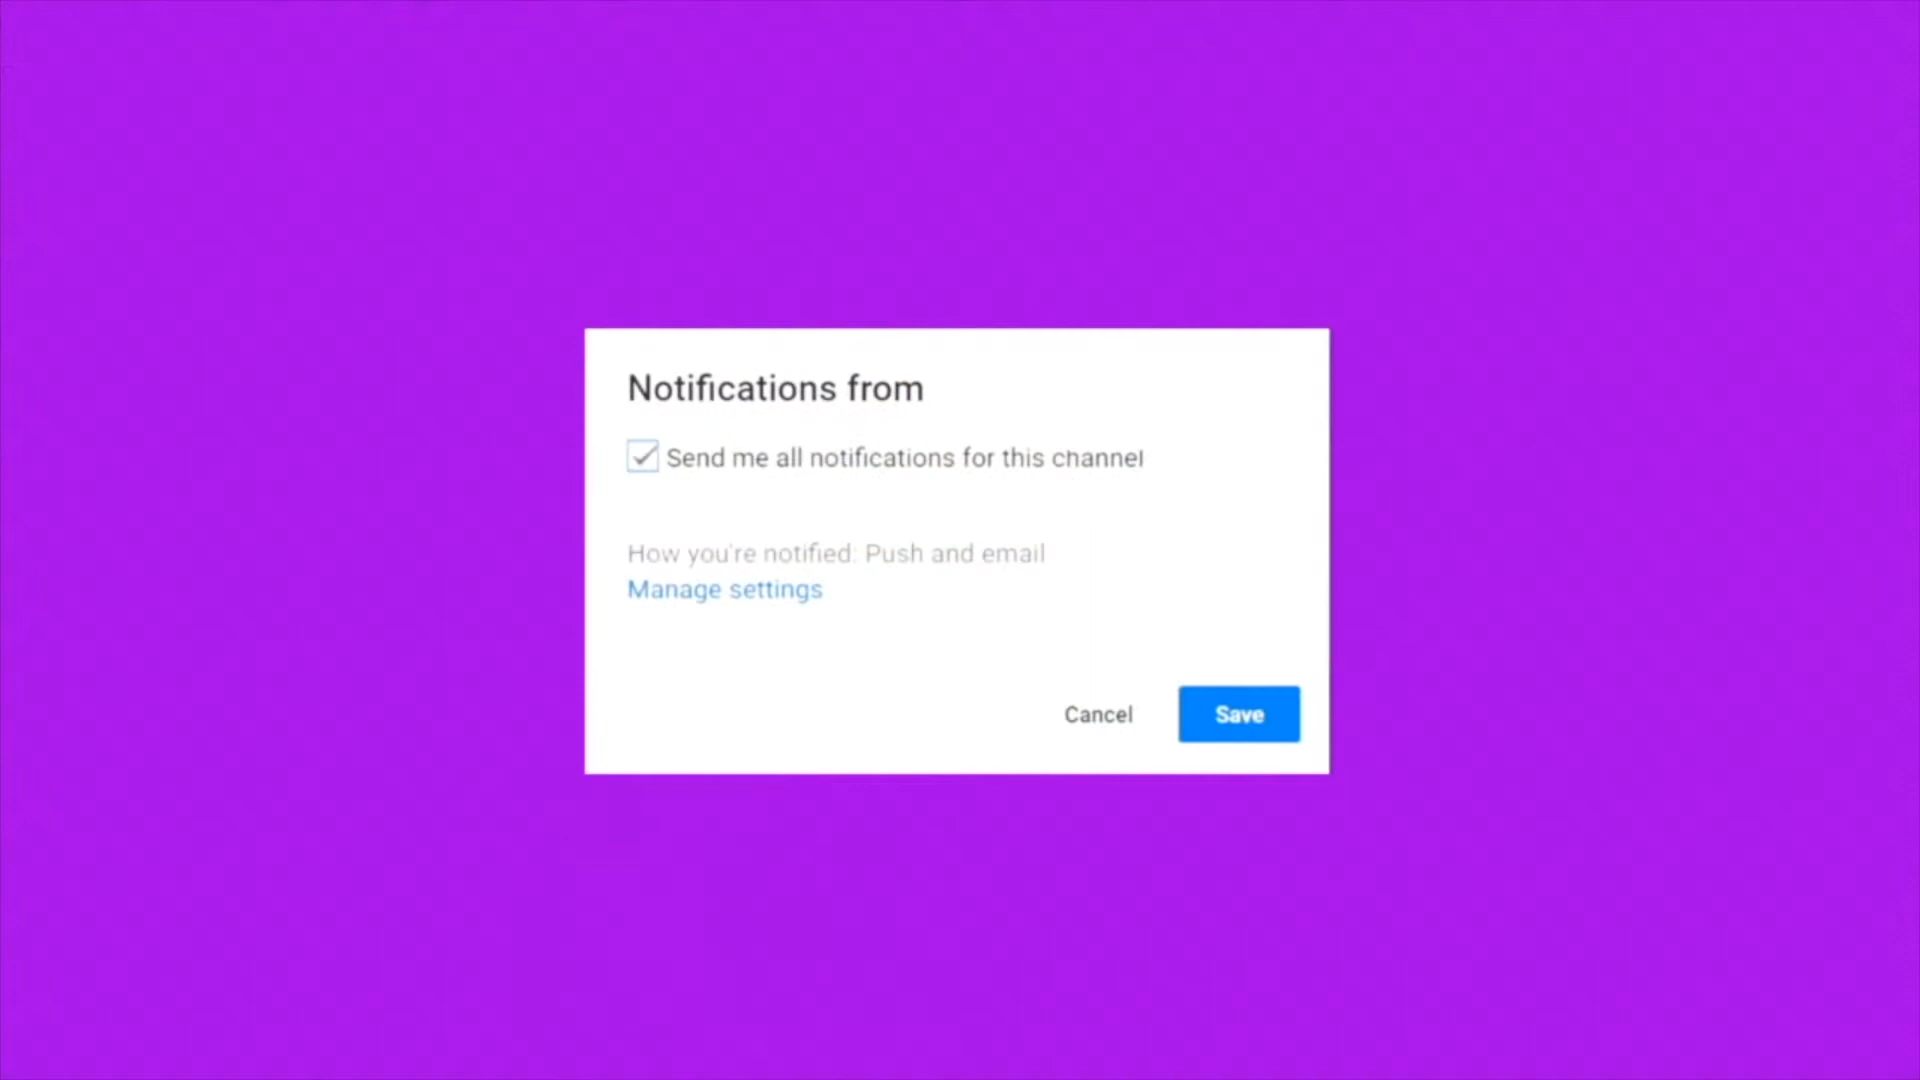 Notifications from
Send me all notifications for this channel
How you're notified: Push and email
Manage settings
Cancel
Save